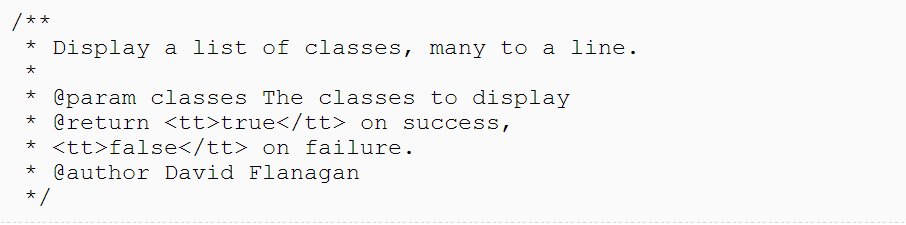 /**
 * Display a list of classes, many to a line.
 *
 * @param classes The classes to display
 * @return <tt>true</tt> on success,
 * <tt>false</tt> on failure.
 * @author David Flanagan
 */